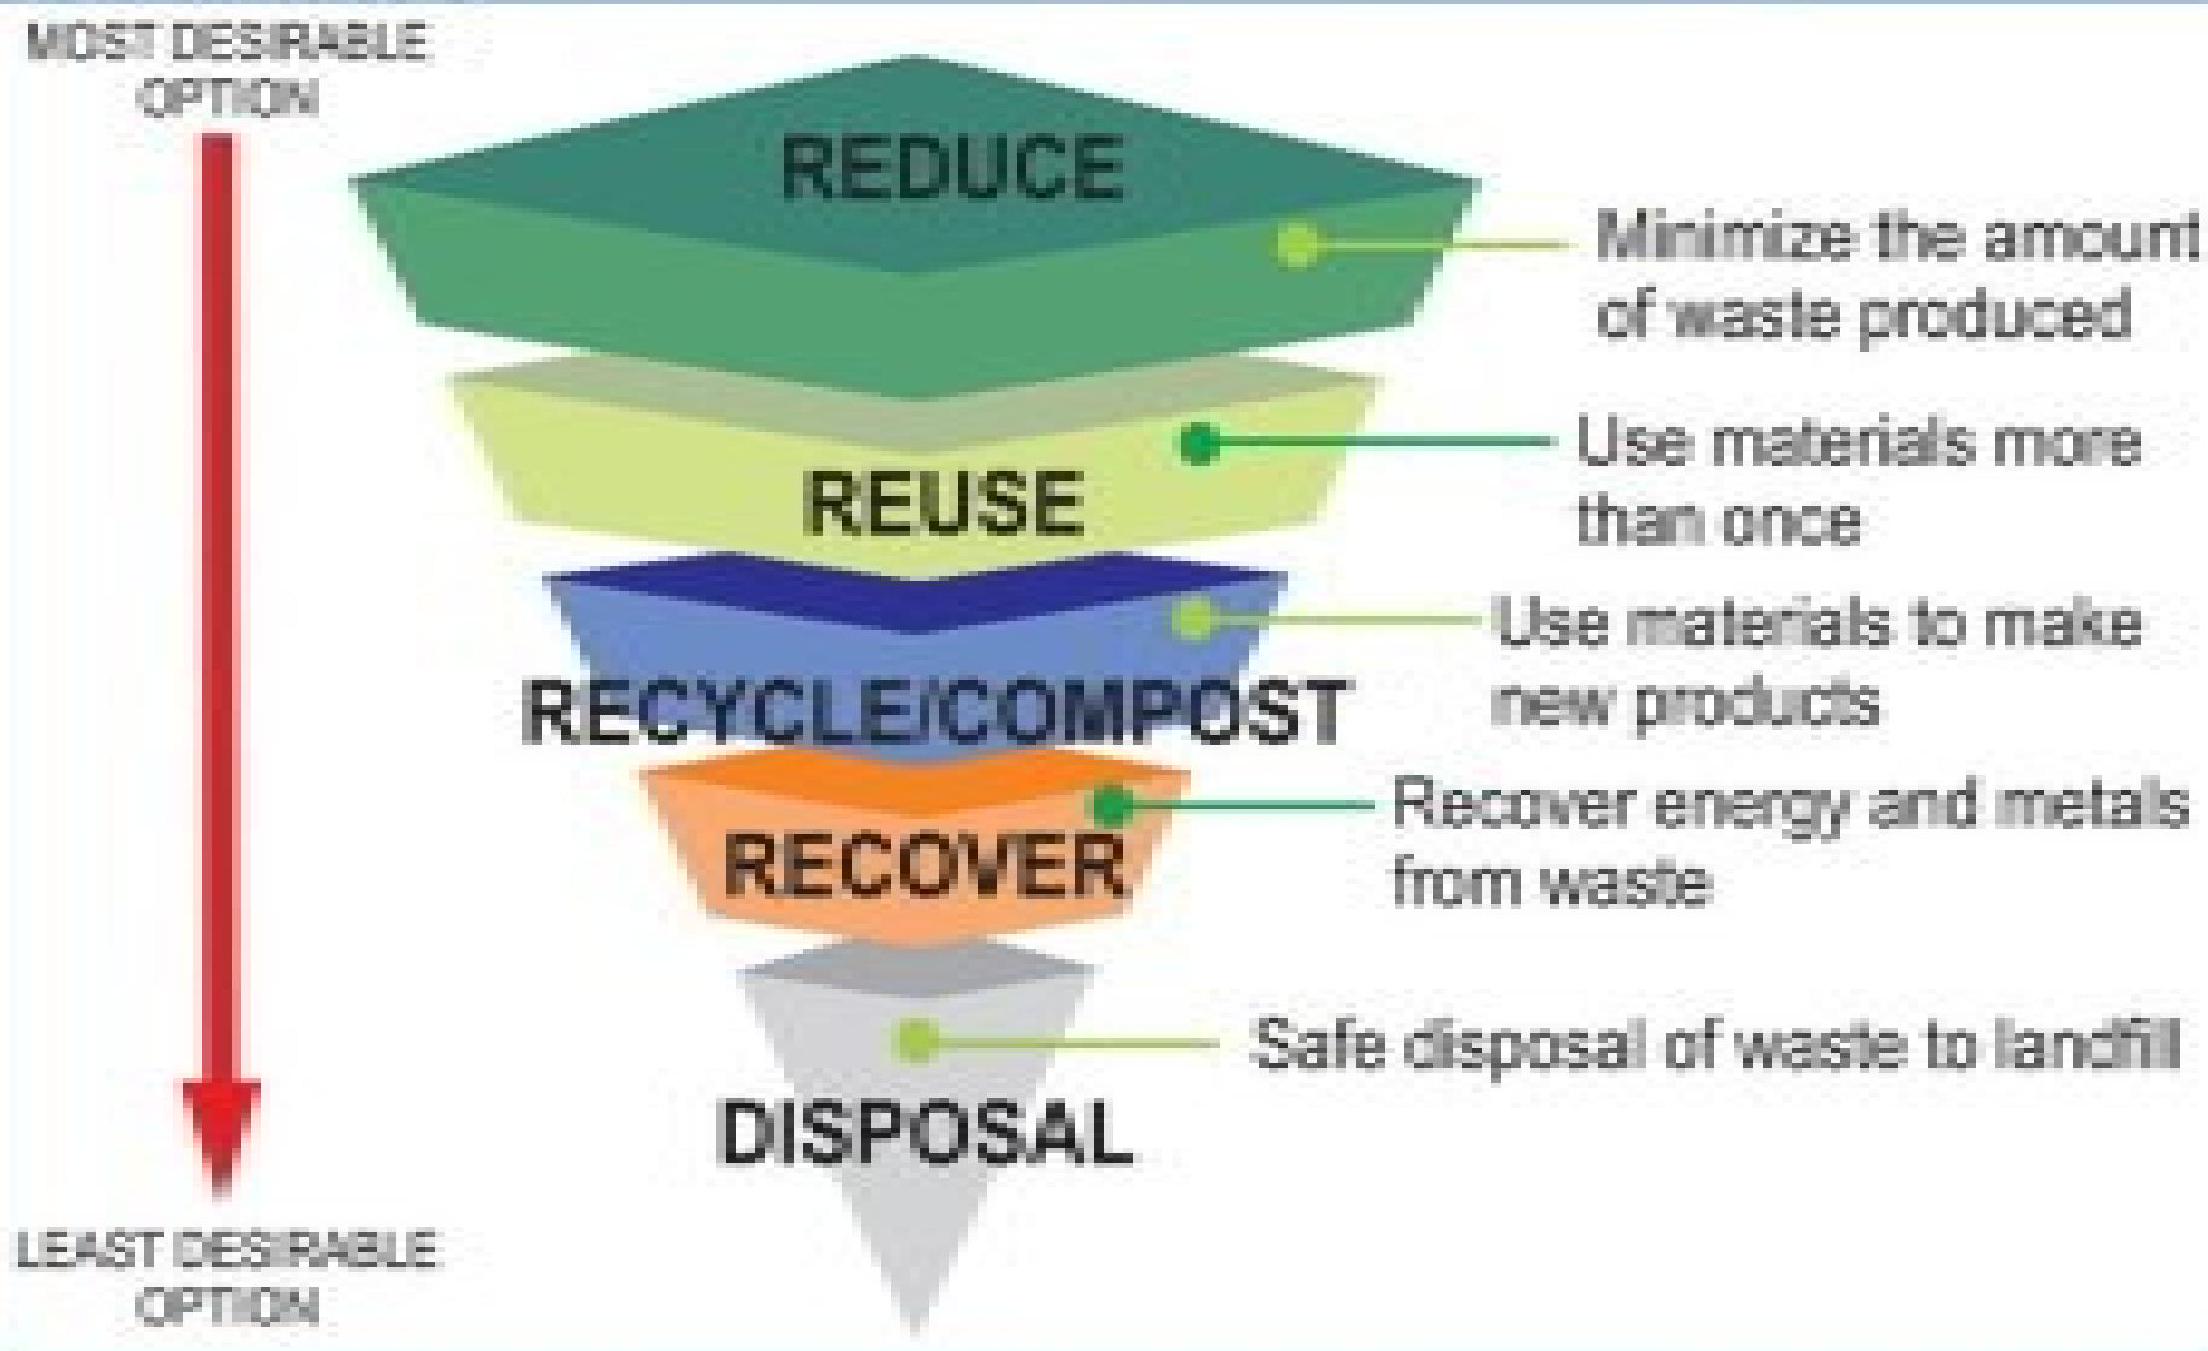 MOST DESIRABLE
OPTION
REDUCE
Minimize the amount
of waste produced
REUSE
Use materials more
than once
RECYCLE/COMPOST
Use materials to make
new products
RECOVER
Recover energy and metals
from waste
DISPOSAL
Safe disposal of waste to landfill
LEAST DESIRABLE
OPTION